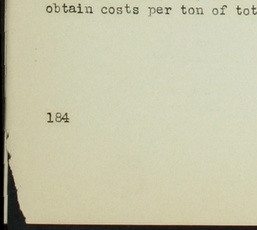 obtain costs per ton of tot
184